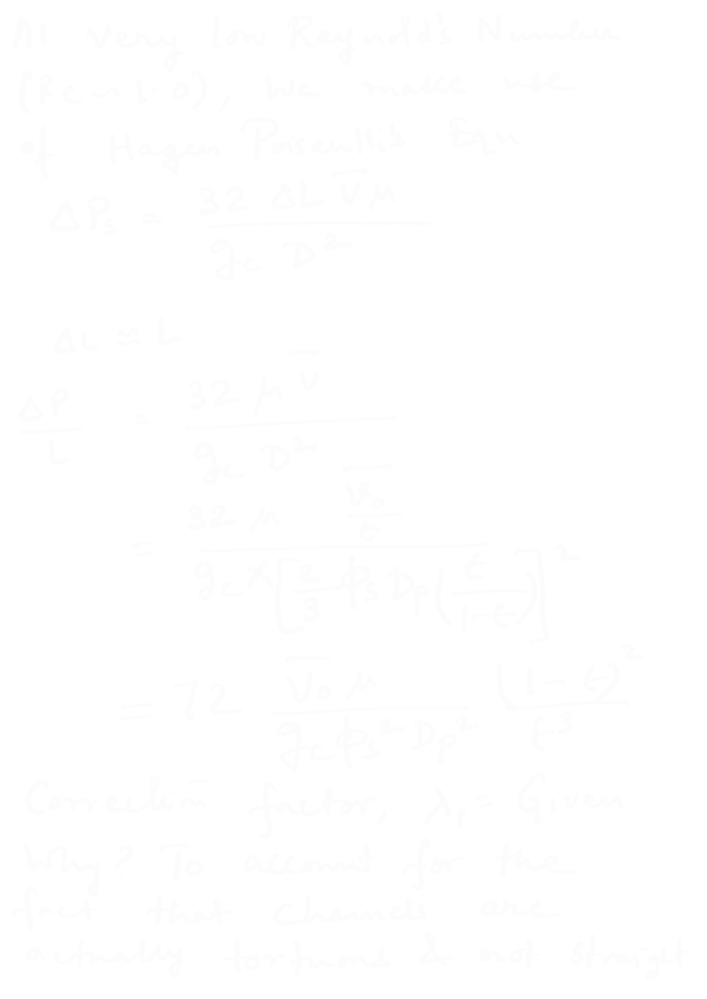 At very low Reynold's Number
(Re ~ 1.0), we make use
of Hagen Poiseulli's Eqn
ΔPs = 32 ΔL V̅ μ / gc D²
ΔL ≈ L
ΔP / L = 32 μ V̅ / gc D²
= 32 μ (V̅₀ / ε) / gc × [2/3 φs Dp (ε / 1-ε)]²
= 72 V̅₀ μ / gc φs² Dp² (1-ε)² / ε³
Correction factor, λ₁ = Given
Why? To account for the
fact that channels are
actually tortuous & not straight